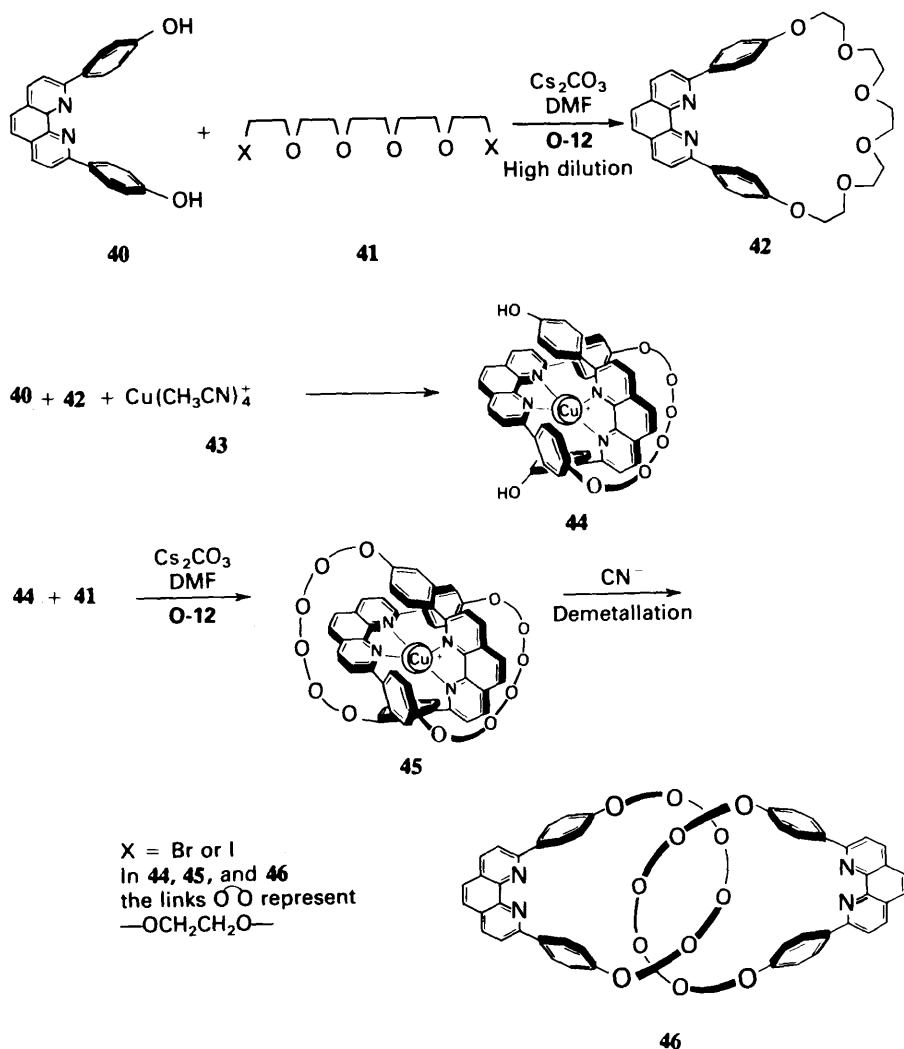 OH
N
N
OH
40
+
X O O O O X
41
Cs₂CO₃
DMF
O-12
High dilution
O
O
O
O
O
O
N
N
42
40 + 42 + Cu(CH₃CN)₄⁺
43
HO
N
N
Cu⁺
N
N
O O O O O O
HO
44
44 + 41
Cs₂CO₃
DMF
O-12
O O O O O O
N
N
Cu⁺
N
N
O O O O O O
45
CN⁻
Demetallation
X = Br or I
In 44, 45, and 46
the links O O represent
—OCH₂CH₂O—
O O O O O O
N
N
O O O O O O
N
N
46